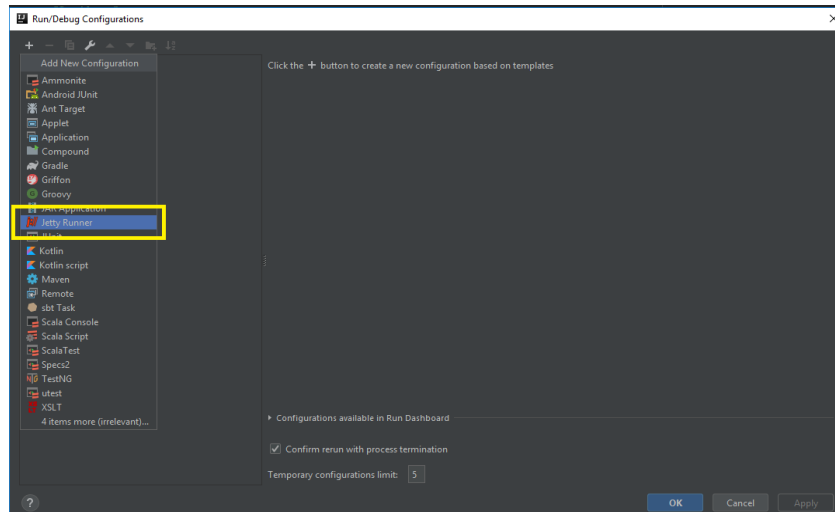 Run/Debug Configurations
Add New Configuration
Click the + button to create a new configuration based on templates
Ammonite
Android JUnit
Ant Target
Applet
Application
Compound
Gradle
Griffon
Groovy
JAR Application
Jetty Runner
JUnit
Kotlin
Kotlin script
Maven
Remote
sbt Task
Scala Console
Scala Script
ScalaTest
Specs2
TestNG
utest
XSLT
4 items more (irrelevant)...
Configurations available in Run Dashboard
Confirm rerun with process termination
Temporary configurations limit: 5
? OK Cancel Apply